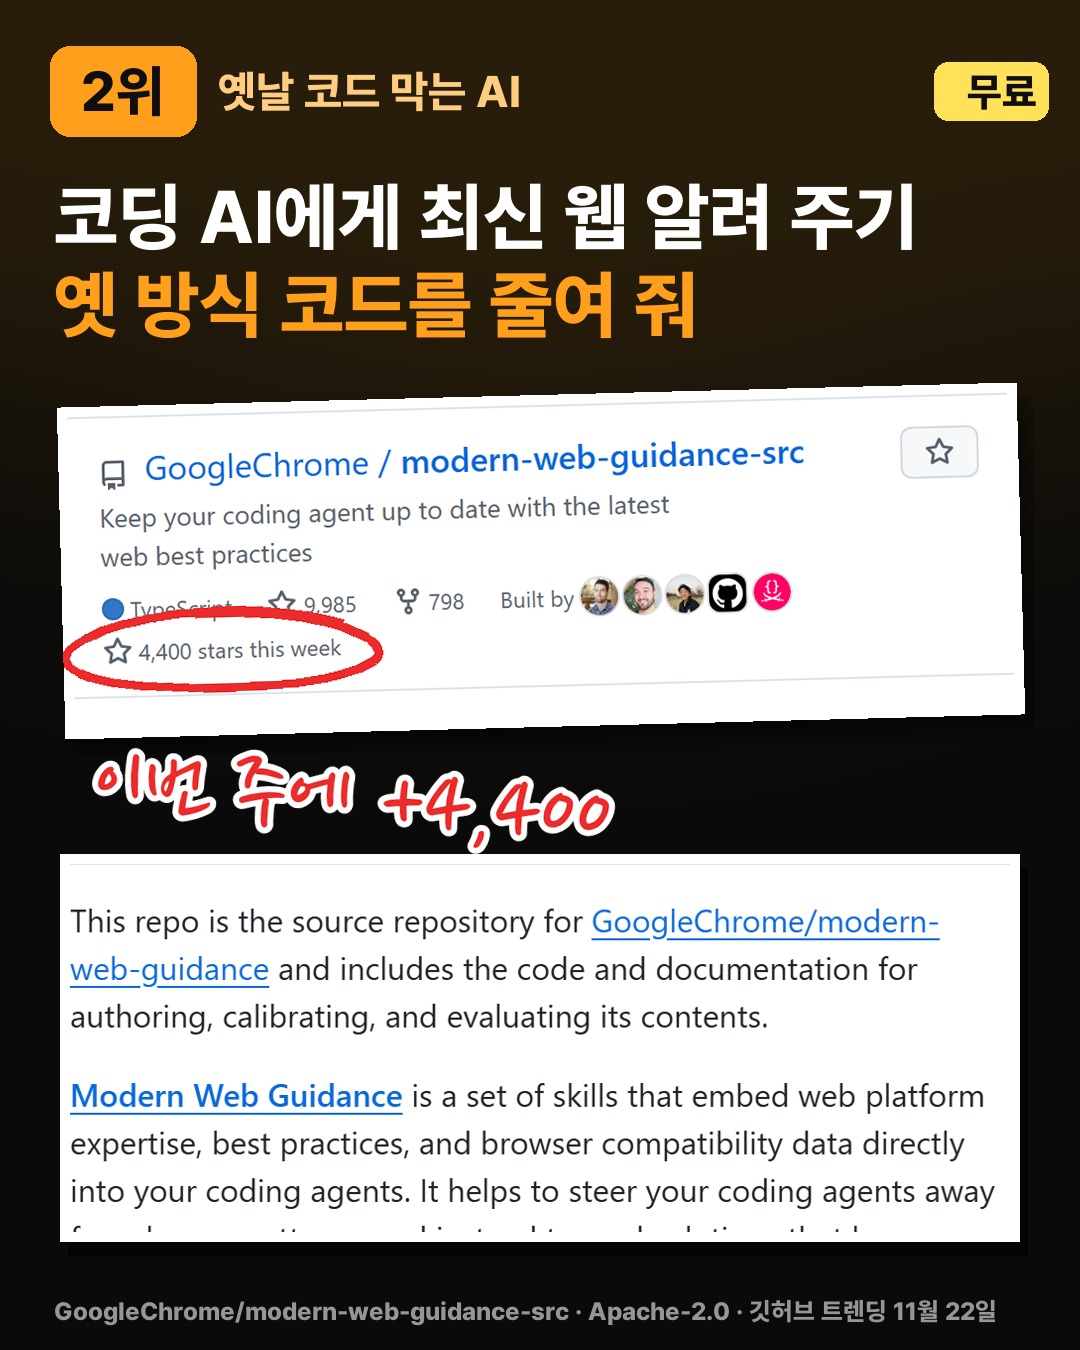 2위
옛날 코드 막는 AI
무료
코딩 AI에게 최신 웹 알려 주기
옛 방식 코드를 줄여 줘
GoogleChrome / modern-web-guidance-src
Keep your coding agent up to date with the latest
web best practices
TypeScript 9,985 798 Built by
4,400 stars this week
이번 주에 +4,400
This repo is the source repository for GoogleChrome/modern-
web-guidance and includes the code and documentation for
authoring, calibrating, and evaluating its contents.
Modern Web Guidance is a set of skills that embed web platform
expertise, best practices, and browser compatibility data directly
into your coding agents. It helps to steer your coding agents away
GoogleChrome/modern-web-guidance-src · Apache-2.0 · 깃허브 트렌딩 11월 22일